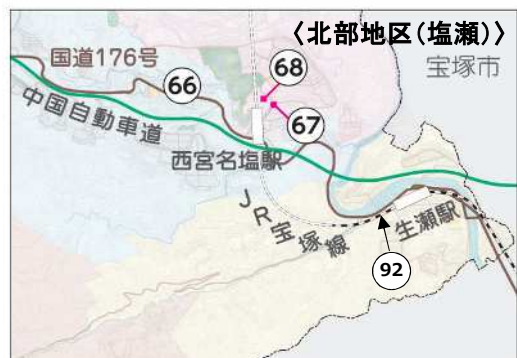 〈北部地区（塩瀬）〉
国道176号
宝塚市
66
68
67
中国自動車道
西宮名塩駅
JR宝塚線
生瀬駅
92